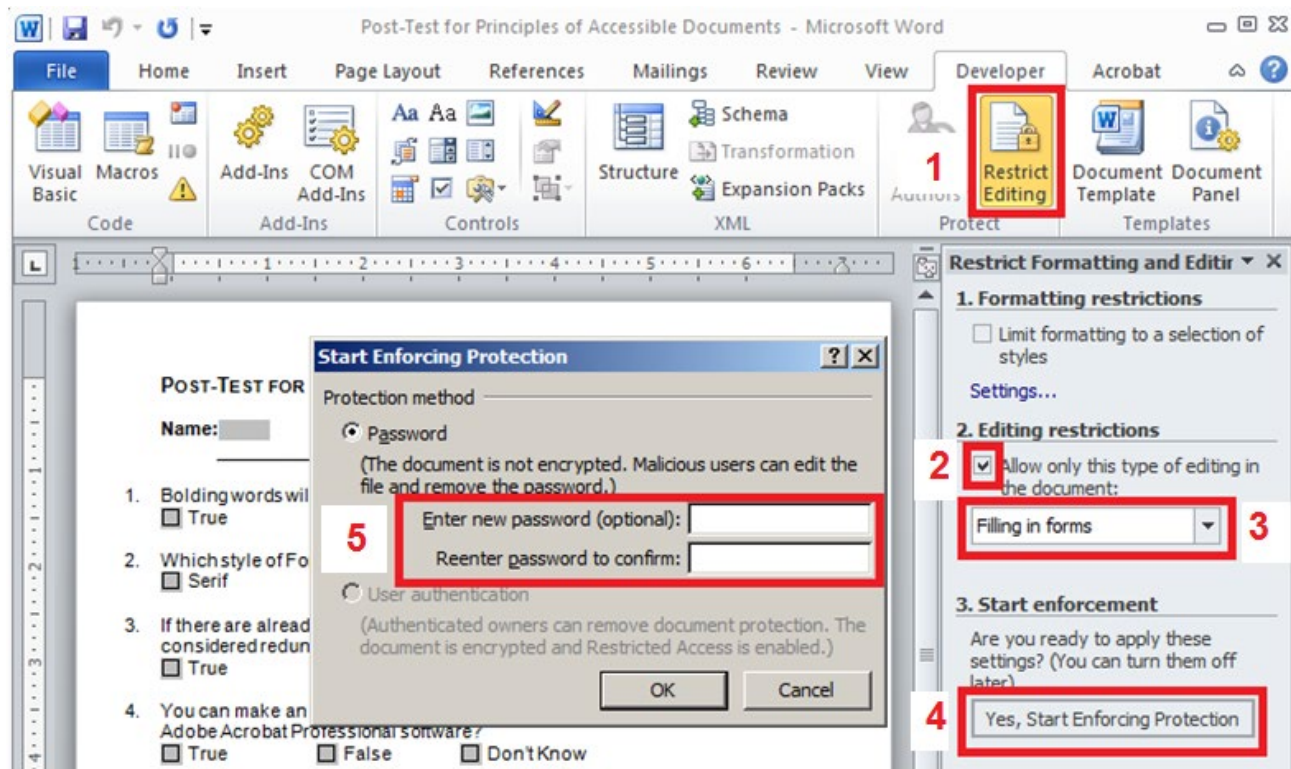 Post-Test for Principles of Accessible Documents - Microsoft Word
File Home Insert Page Layout References Mailings Review View Developer Acrobat
Visual Basic
Macros
Code
Add-Ins
COM Add-Ins
Add-Ins
Aa Aa
Controls
Structure
Schema
Transformation
Expansion Packs
XML
1
Authors
Restrict Editing
Protect
Document Template
Document Panel
Templates
1 1 2 3 4 5 6 7
Restrict Formatting and Editir
1. Formatting restrictions
Limit formatting to a selection of
styles
Settings...
2. Editing restrictions
2
Allow only this type of editing in
the document:
Filling in forms
3
3. Start enforcement
Are you ready to apply these
settings? (You can turn them off
later)
4
Yes, Start Enforcing Protection
POST-TEST FOR
Name:
1. Bolding words wil
True
2. Which style of Fo
Serif
3. If there are alread
considered redun
True
4. You can make an
Adobe Acrobat Professional software?
True False Don't Know
Start Enforcing Protection
Protection method
Password
(The document is not encrypted. Malicious users can edit the
file and remove the password.)
5
Enter new password (optional):
Reenter password to confirm:
User authentication
(Authenticated owners can remove document protection. The
document is encrypted and Restricted Access is enabled.)
OK Cancel